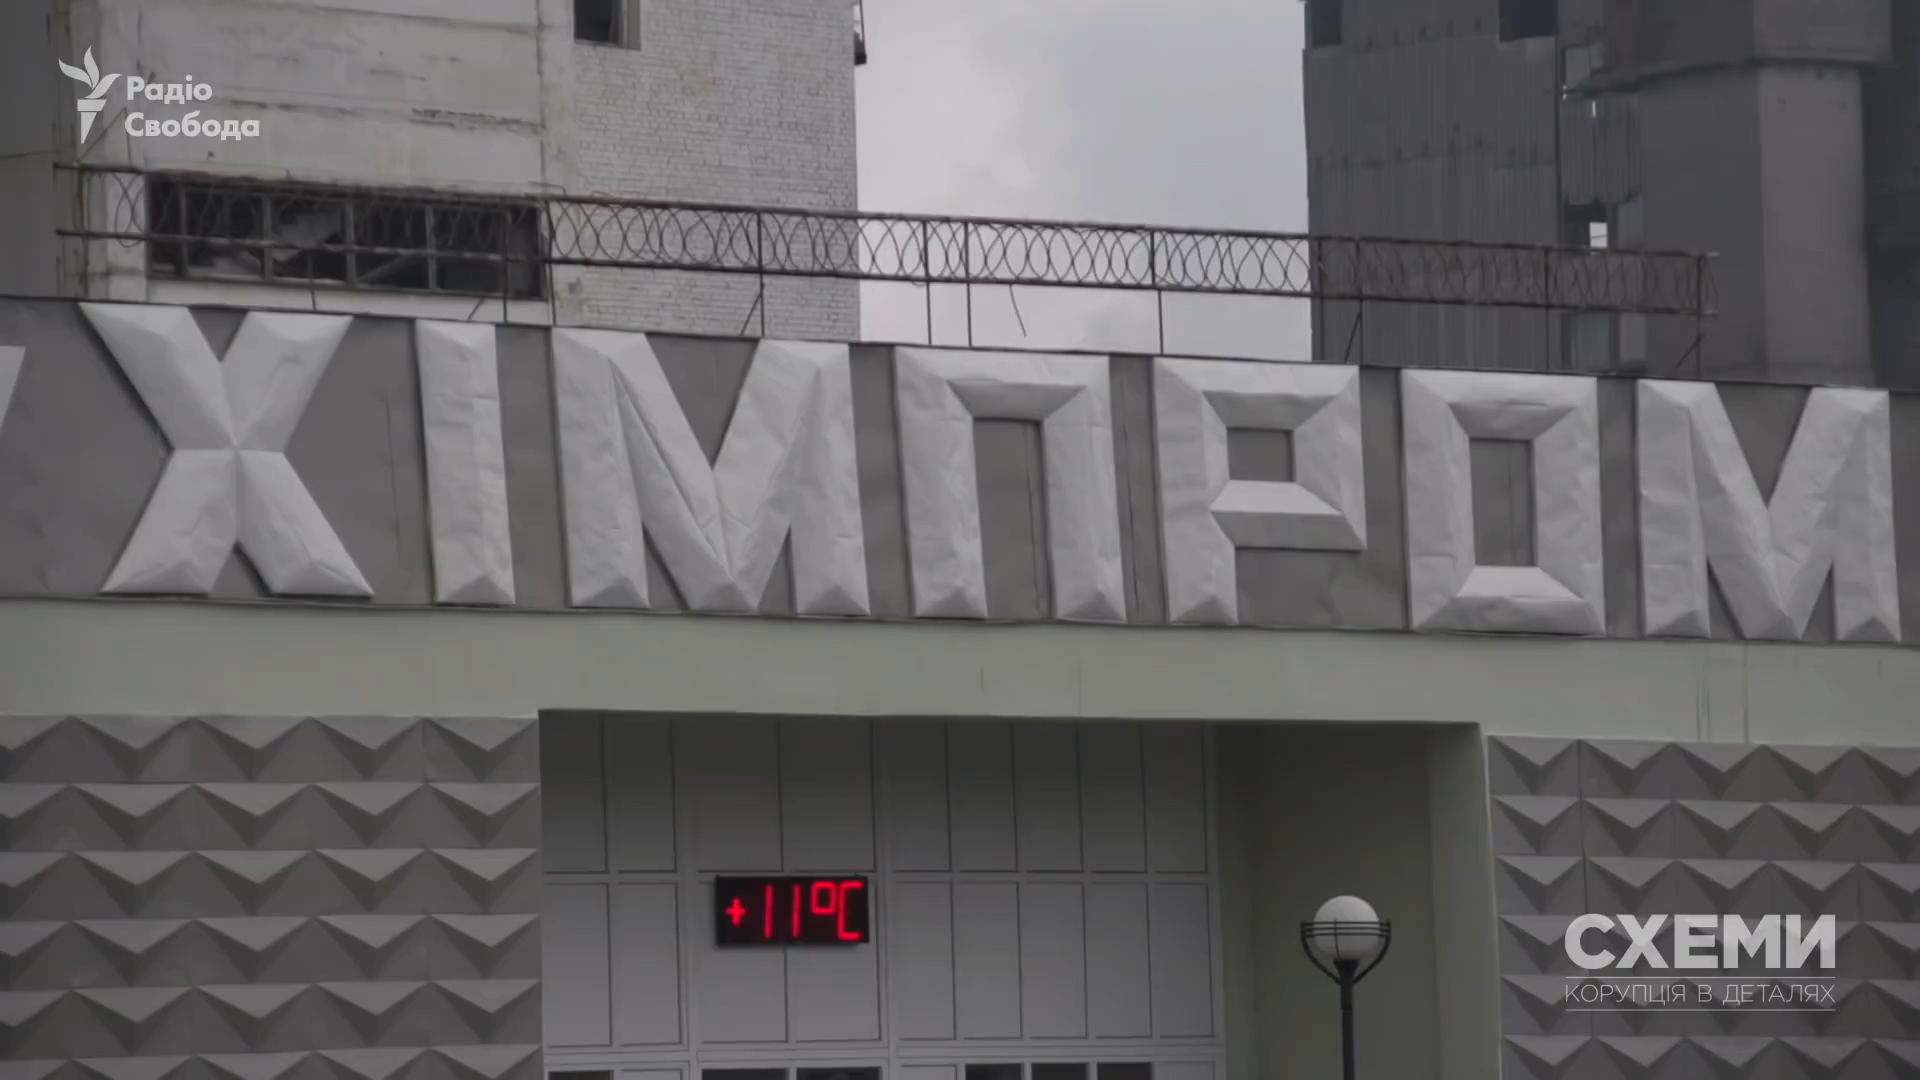 Радіо
Свобода
ХІМПРОМ
+11°C
СХЕМИ
КОРУПЦІЯ В ДЕТАЛЯХ